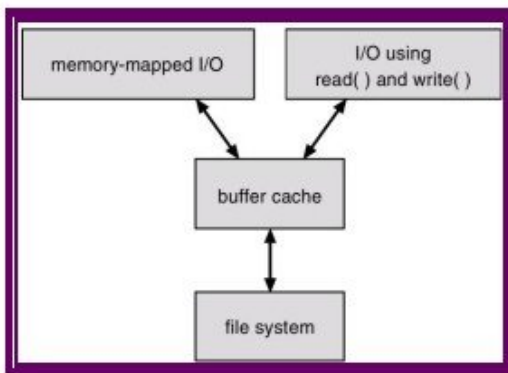 memory-mapped I/O
I/O using
read( ) and write( )
buffer cache
file system